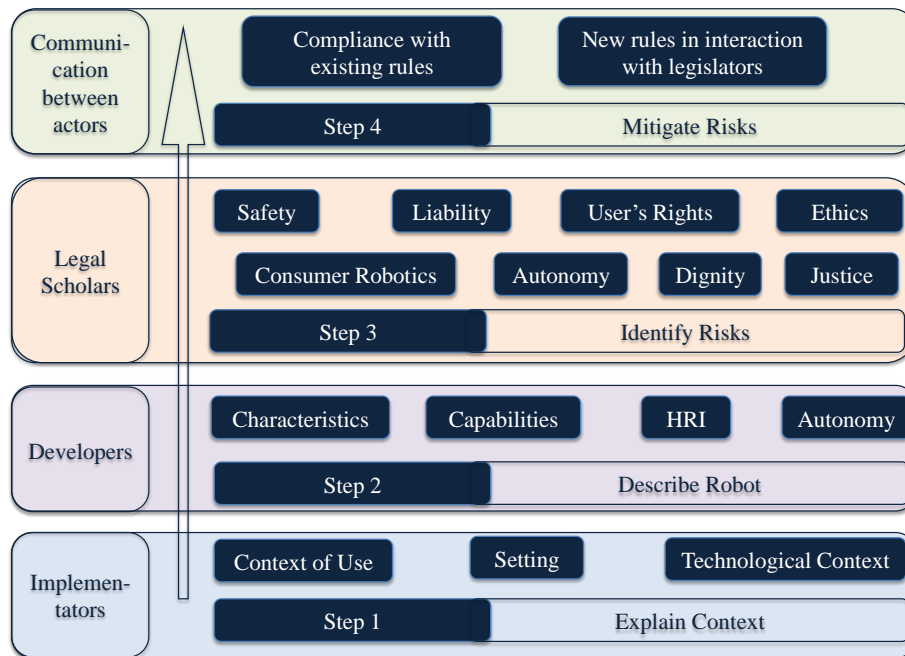 Communi-
cation
between
actors
Compliance with
existing rules
New rules in interaction
with legislators
Step 4
Mitigate Risks
Legal
Scholars
Safety
Liability
User’s Rights
Ethics
Consumer Robotics
Autonomy
Dignity
Justice
Step 3
Identify Risks
Developers
Characteristics
Capabilities
HRI
Autonomy
Step 2
Describe Robot
Implemen-
tators
Context of Use
Setting
Technological Context
Step 1
Explain Context